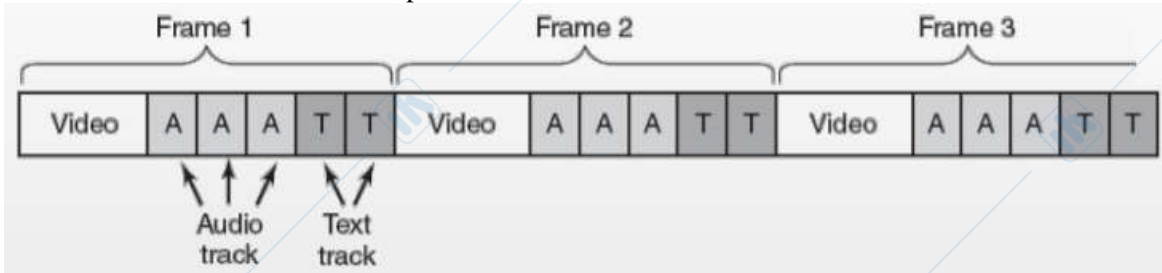 Frame 1 Frame 2 Frame 3
Video A A A T T Video A A A T T Video A A A T T
Audio Text
track track